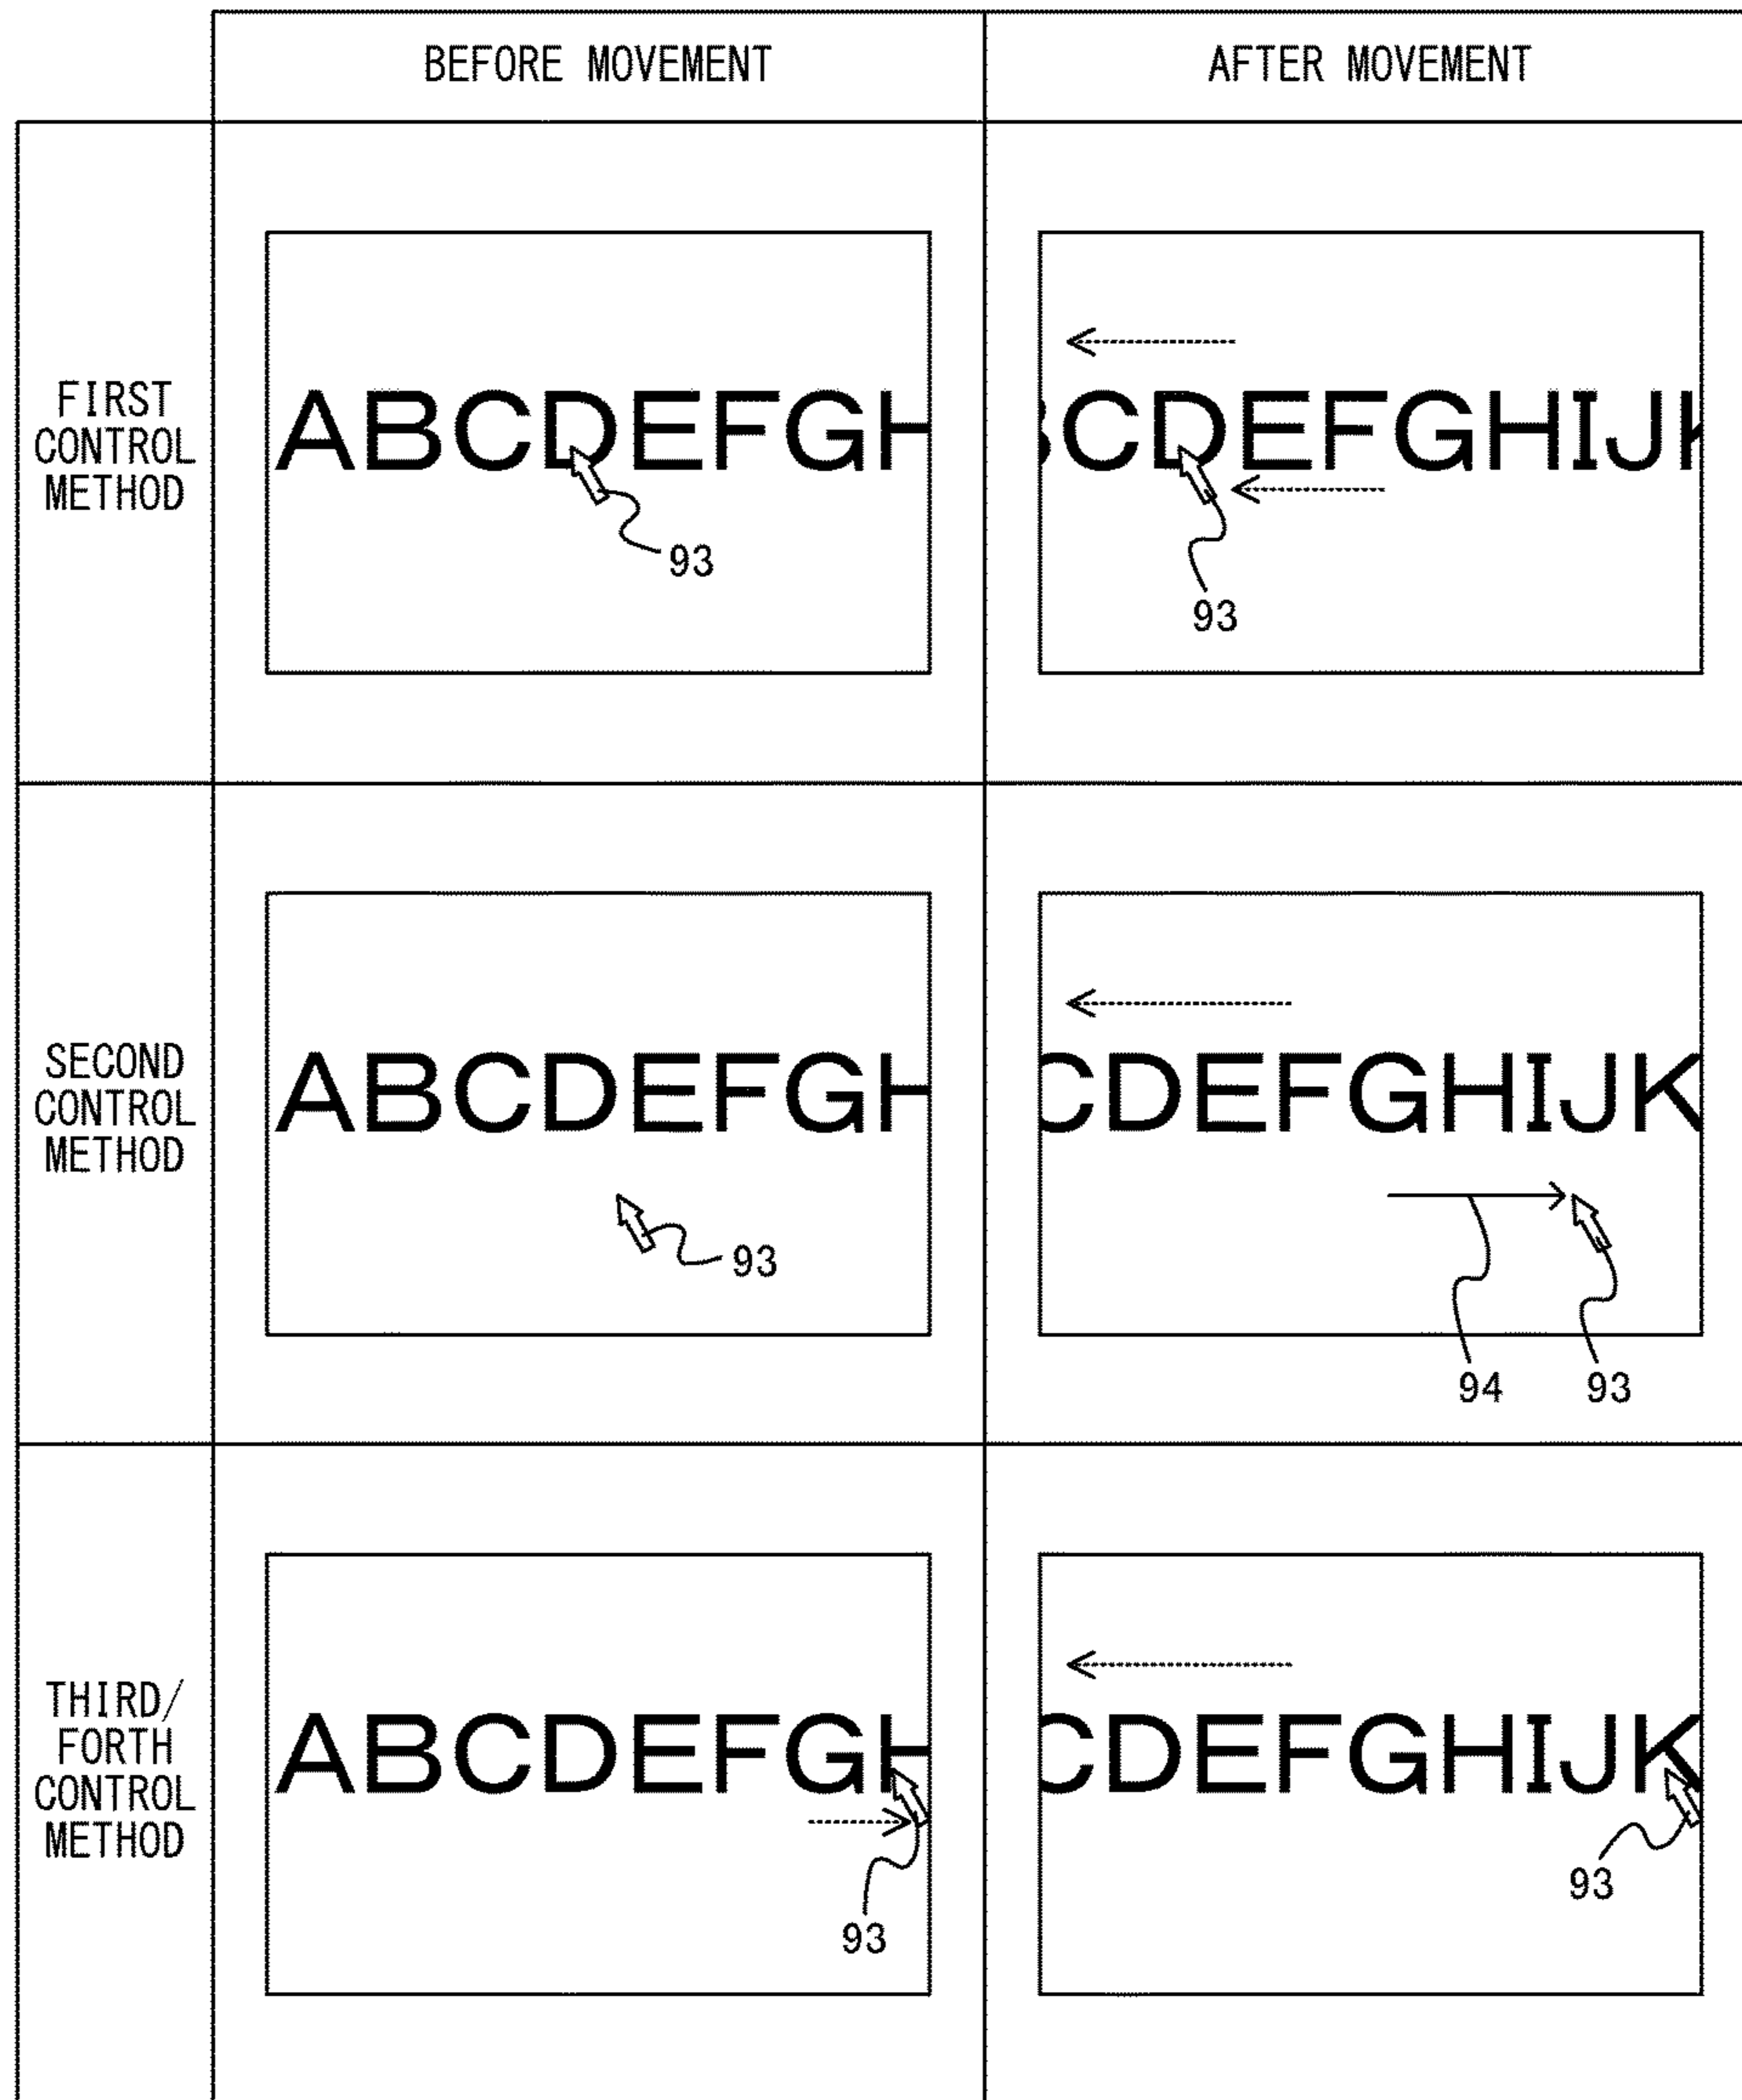 BEFORE MOVEMENT
AFTER MOVEMENT
FIRST
CONTROL
METHOD
ABCDEFGH
93
BCDEFGHIJK
93
SECOND
CONTROL
METHOD
ABCDEFGH
93
CDEFGHIJK
94
93
THIRD/
FORTH
CONTROL
METHOD
ABCDEFGH
93
CDEFGHIJK
93